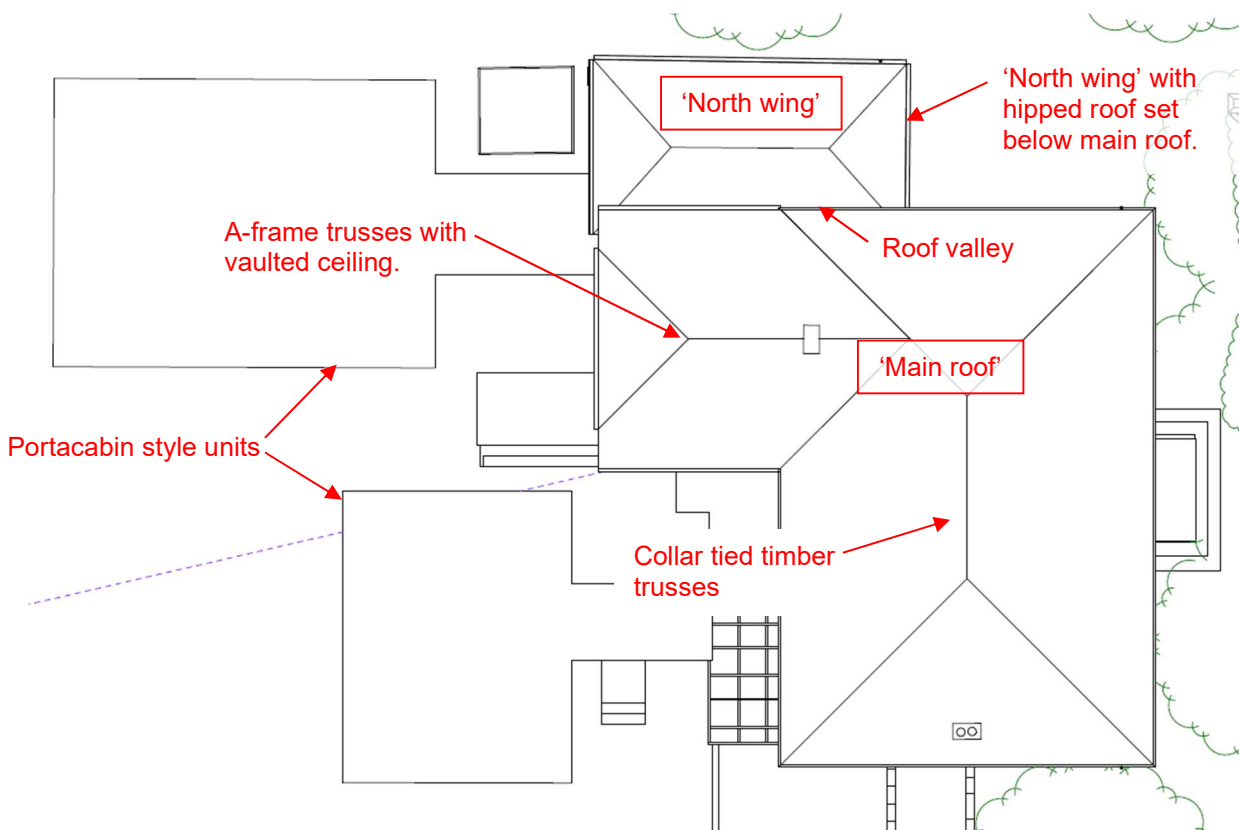 ‘North wing’
‘North wing’ with
hipped roof set
below main roof.
A-frame trusses with
vaulted ceiling.
Roof valley
‘Main roof’
Portacabin style units
Collar tied timber
trusses